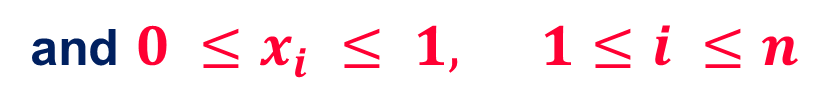 and 0 ≤ xᵢ ≤ 1, 1 ≤ i ≤ n